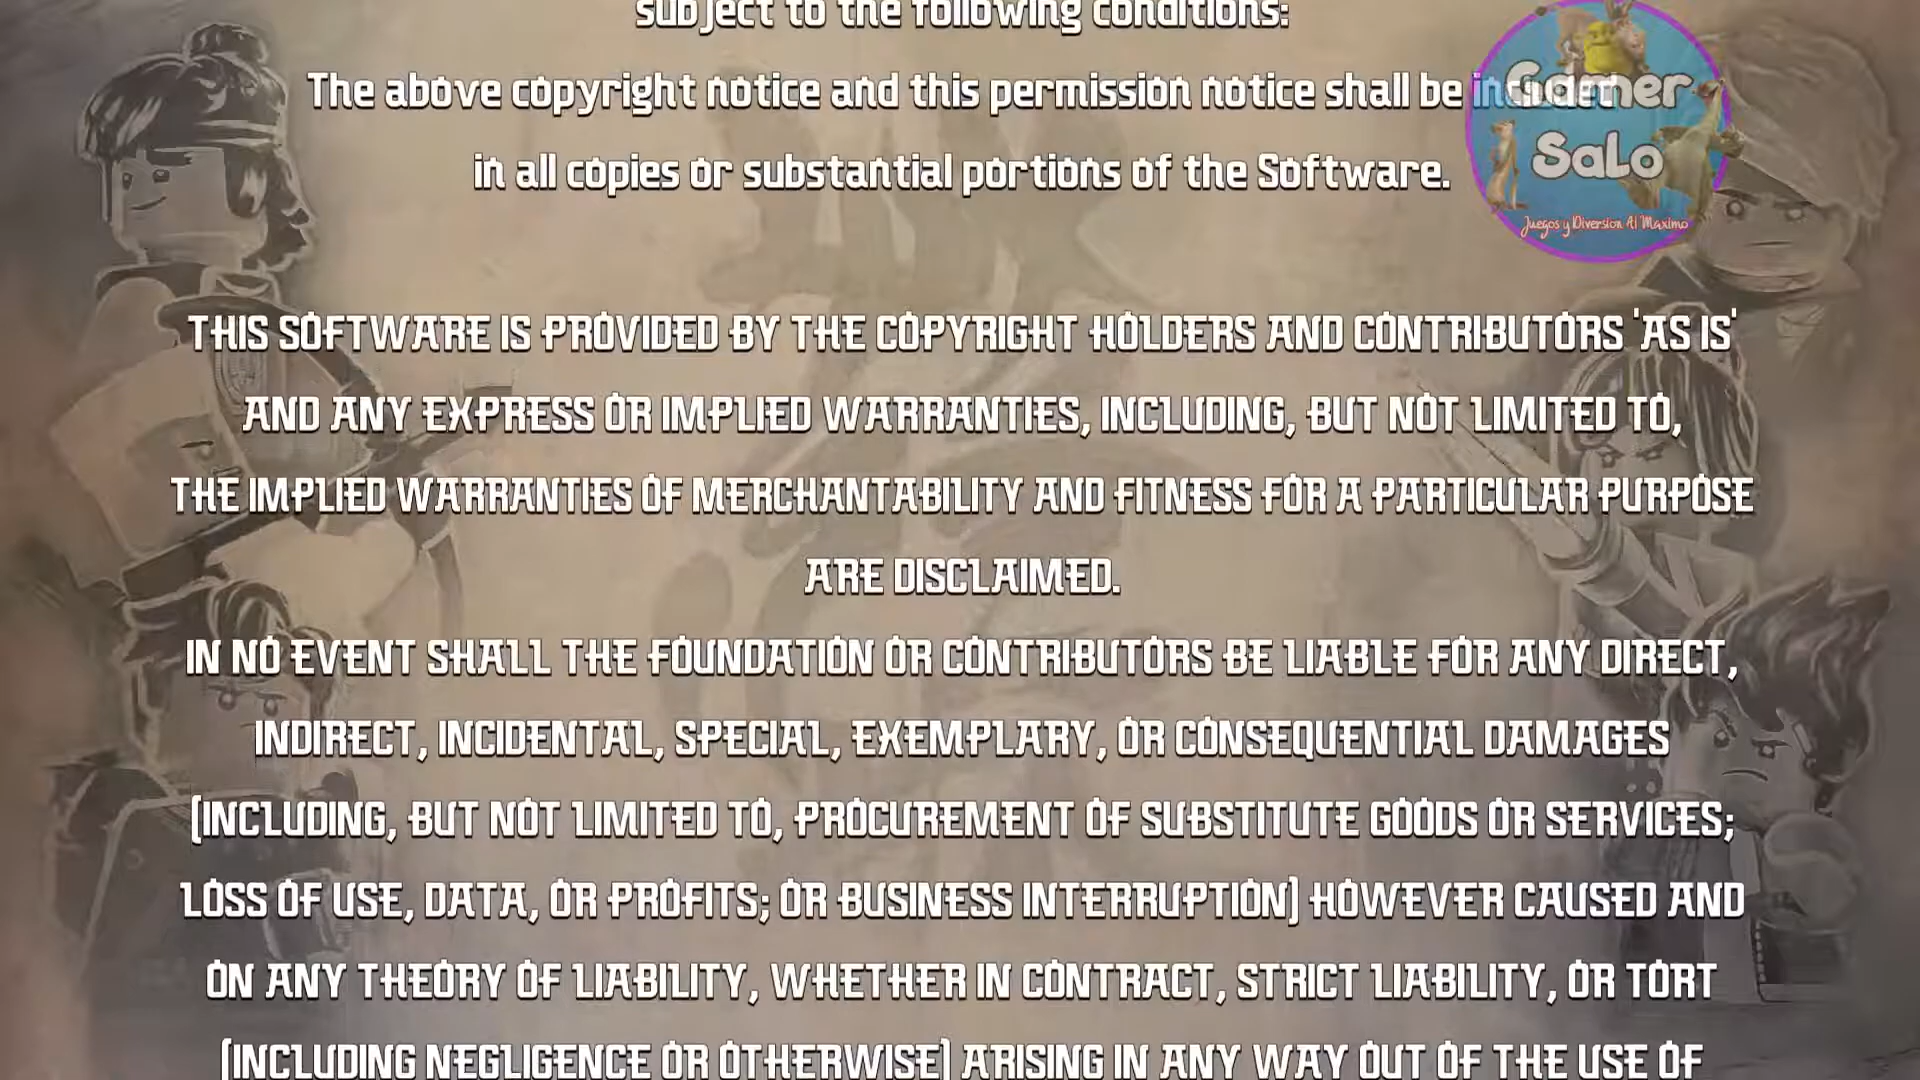 subject to the following conditions:
The above copyright notice and this permission notice shall be included
in all copies or substantial portions of the Software.
Gamer
SaLo
Juegos y Diversion Al Maximo
THIS SOFTWARE IS PROVIDED BY THE COPYRIGHT HOLDERS AND CONTRIBUTORS 'AS IS'
AND ANY EXPRESS OR IMPLIED WARRANTIES, INCLUDING, BUT NOT LIMITED TO,
THE IMPLIED WARRANTIES OF MERCHANTABILITY AND FITNESS FOR A PARTICULAR PURPOSE
ARE DISCLAIMED.
IN NO EVENT SHALL THE FOUNDATION OR CONTRIBUTORS BE LIABLE FOR ANY DIRECT,
INDIRECT, INCIDENTAL, SPECIAL, EXEMPLARY, OR CONSEQUENTIAL DAMAGES
(INCLUDING, BUT NOT LIMITED TO, PROCUREMENT OF SUBSTITUTE GOODS OR SERVICES;
LOSS OF USE, DATA, OR PROFITS; OR BUSINESS INTERRUPTION) HOWEVER CAUSED AND
ON ANY THEORY OF LIABILITY, WHETHER IN CONTRACT, STRICT LIABILITY, OR TORT
(INCLUDING NEGLIGENCE OR OTHERWISE) ARISING IN ANY WAY OUT OF THE USE OF